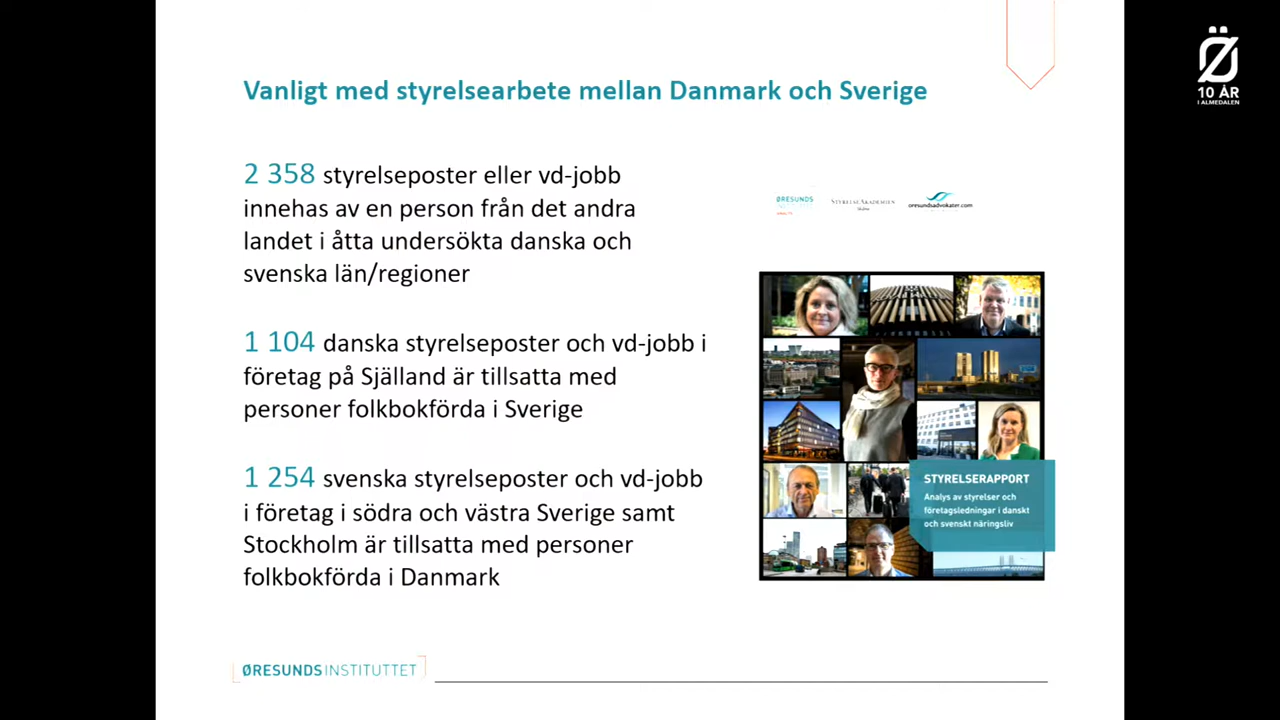 Vanligt med styrelsearbete mellan Danmark och Sverige
2 358 styrelseposter eller vd-jobb
innehas av en person från det andra
landet i åtta undersökta danska och
svenska län/regioner
1 104 danska styrelseposter och vd-jobb i
företag på Själland är tillsatta med
personer folkbokförda i Sverige
1 254 svenska styrelseposter och vd-jobb
i företag i södra och västra Sverige samt
Stockholm är tillsatta med personer
folkbokförda i Danmark
ØRESUNDS
STYRELSEAKADEMIEN
oresundsadvokater.com
STYRELSERAPPORT
Analys av styrelser och
företagsledningar i danskt
och svenskt näringsliv
ØRESUNDSINSTITUTTET
Ö
10 ÅR
I ALMEDALEN